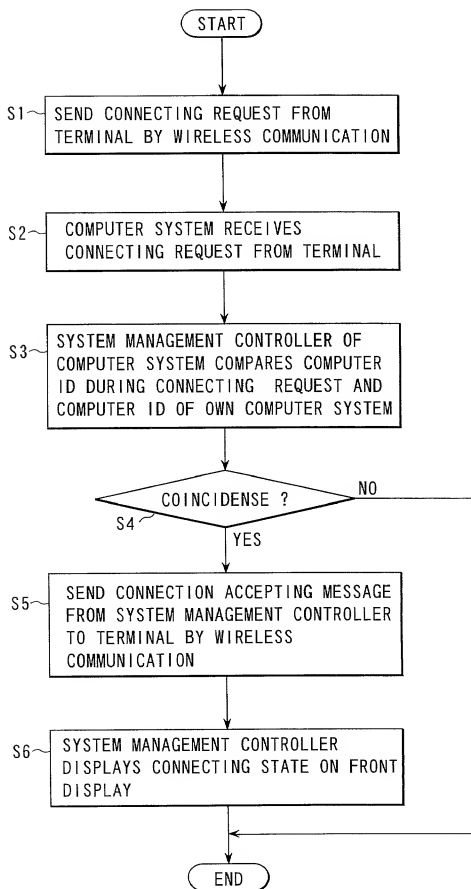 START
S1
SEND CONNECTING REQUEST FROM
TERMINAL BY WIRELESS COMMUNICATION
S2
COMPUTER SYSTEM RECEIVES
CONNECTING REQUEST FROM TERMINAL
S3
SYSTEM MANAGEMENT CONTROLLER OF
COMPUTER SYSTEM COMPARES COMPUTER
ID DURING CONNECTING REQUEST AND
COMPUTER ID OF OWN COMPUTER SYSTEM
COINCIDENSE ?
NO
S4
YES
S5
SEND CONNECTION ACCEPTING MESSAGE
FROM SYSTEM MANAGEMENT CONTROLLER
TO TERMINAL BY WIRELESS
COMMUNICATION
S6
SYSTEM MANAGEMENT CONTROLLER
DISPLAYS CONNECTING STATE ON FRONT
DISPLAY
END